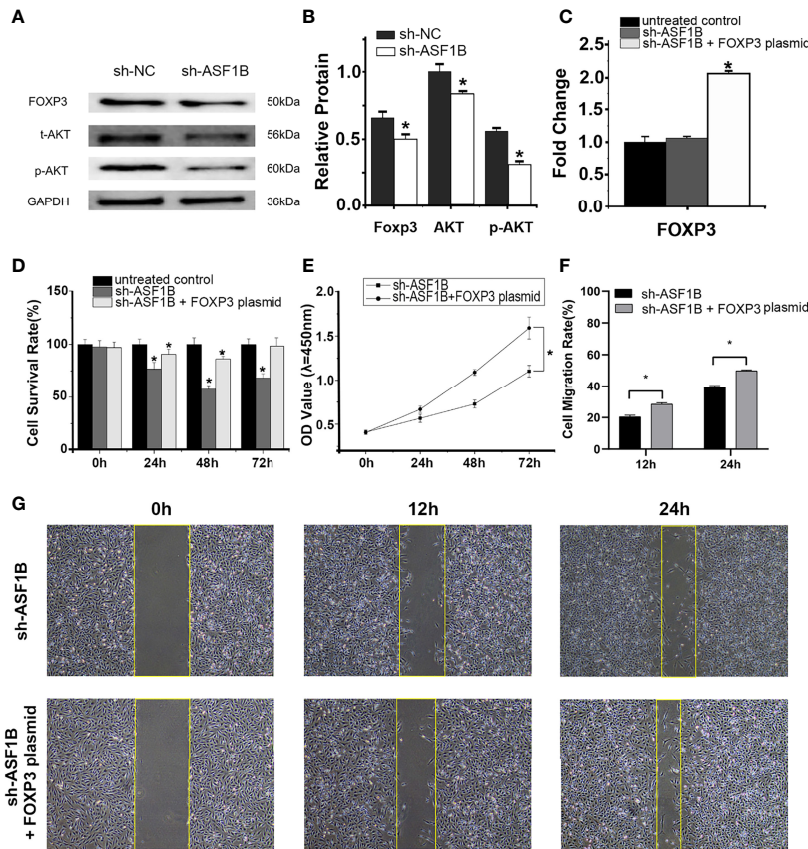 A
sh-NC sh-ASF1B
FOXP3 50kDa
t-AKT 56kDa
p-AKT 60kDa
GAPDH 36kDa
B
sh-NC
sh-ASF1B
Relative Protein
1.0
0.5
0.0
* * *
Foxp3 AKT p-AKT
C
untreated control
sh-ASF1B
sh-ASF1B + FOXP3 plasmid
Fold Change
2.5
2.0
1.5
1.0
0.5
0.0
*
FOXP3
D
untreated control
sh-ASF1B
sh-ASF1B + FOXP3 plasmid
Cell Survival Rate(%)
150
100
50
0
* * * * *
0h 24h 48h 72h
E
sh-ASF1B
sh-ASF1B+FOXP3 plasmid
OD Value (λ=450nm)
2.0
1.5
1.0
0.5
*
0h 24h 48h 72h
F
sh-ASF1B
sh-ASF1B + FOXP3 plasmid
Cell Migration Rate(%)
100
80
60
40
20
0
* *
12h 24h
G
0h 12h 24h
sh-ASF1B
sh-ASF1B
+ FOXP3 plasmid